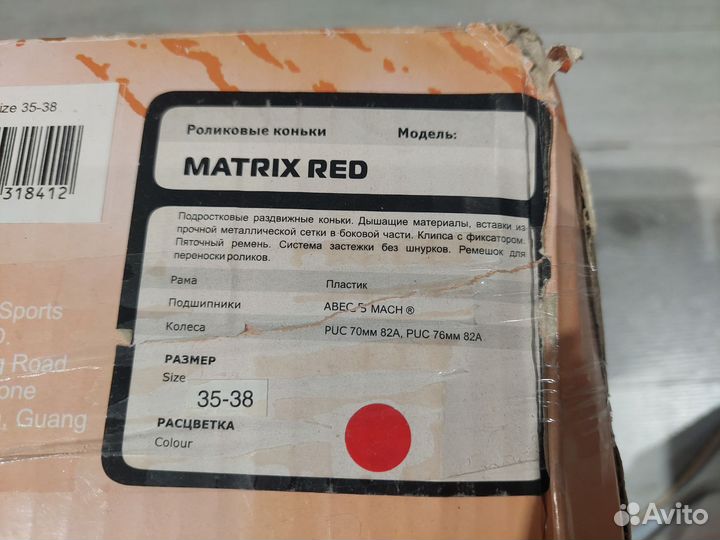 ize 35-38
318412
Sports
Road
one
, Guang
Роликовые коньки Модель:
MATRIX RED
Подростковые раздвижные коньки. Дышащие материалы, вставки из
прочной металлической сетки в боковой части. Клипса с фиксатором.
Пяточный ремень. Система застежки без шнурков. Ремешок для
переноски роликов.
Рама Пластик
Подшипники ABEC 5 MACH ®
Колеса PUC 70мм 82A, PUC 76мм 82A
РАЗМЕР
Size
35-38
РАСЦВЕТКА
Colour
Avito